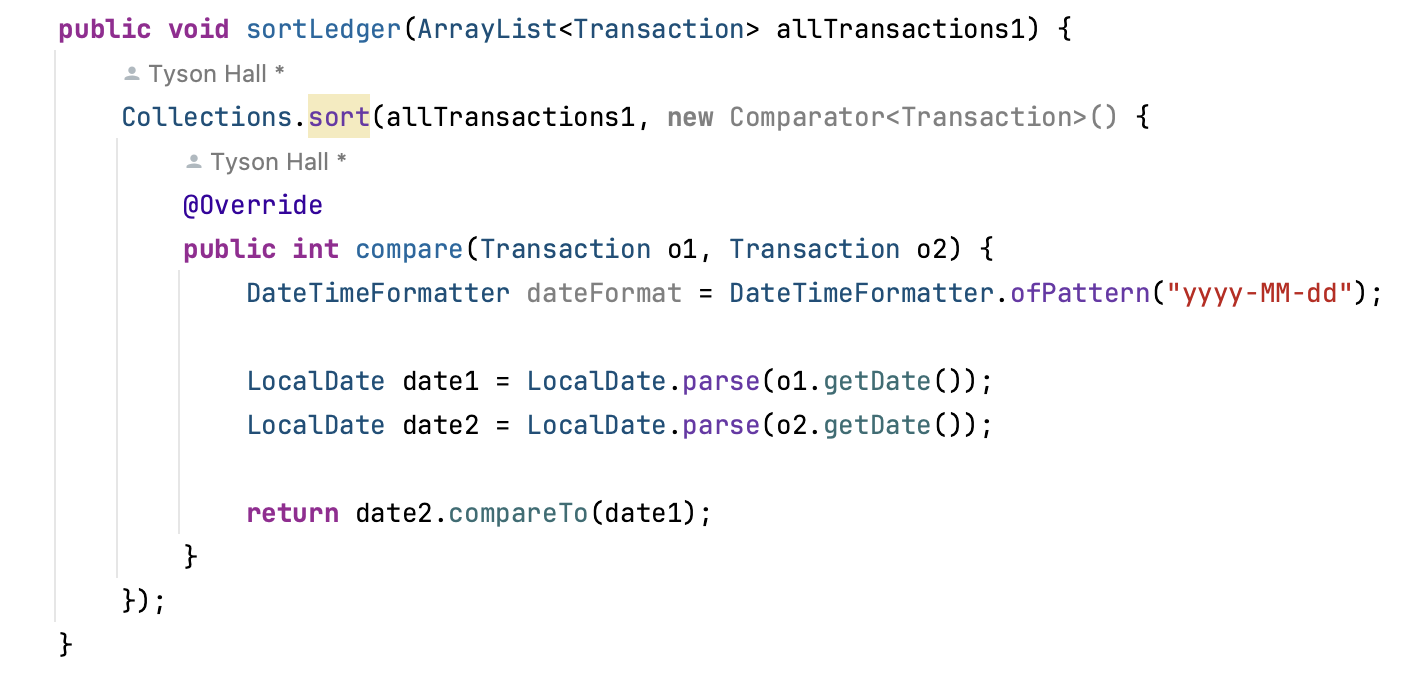 public void sortLedger(ArrayList<Transaction> allTransactions1) {
Tyson Hall *
Collections.sort(allTransactions1, new Comparator<Transaction>() {
Tyson Hall *
@Override
public int compare(Transaction o1, Transaction o2) {
DateTimeFormatter dateFormat = DateTimeFormatter.ofPattern("yyyy-MM-dd");
LocalDate date1 = LocalDate.parse(o1.getDate());
LocalDate date2 = LocalDate.parse(o2.getDate());
return date2.compareTo(date1);
}
});
}